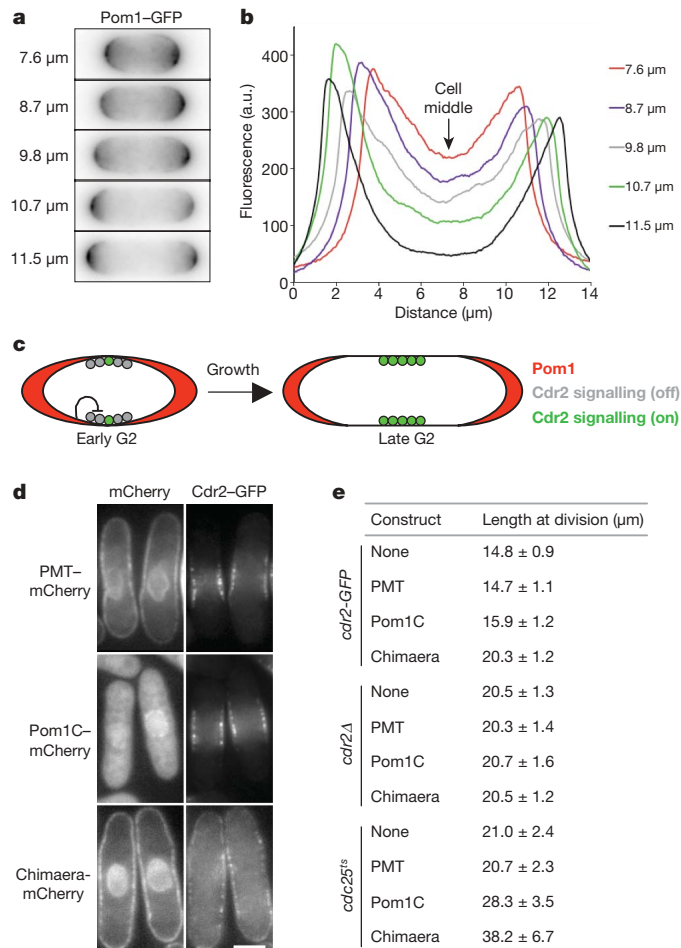 a
Pom1–GFP
7.6 µm
8.7 µm
9.8 µm
10.7 µm
11.5 µm
b
Fluorescence (a.u.)
400
300
200
100
0
Cell
middle
0 2 4 6 8 10 12 14
Distance (µm)
7.6 µm
8.7 µm
9.8 µm
10.7 µm
11.5 µm
c
Early G2
Growth
Late G2
Pom1
Cdr2 signalling (off)
Cdr2 signalling (on)
d
mCherry Cdr2–GFP
PMT–
mCherry
Pom1C–
mCherry
Chimaera-
mCherry
e
Construct Length at division (µm)
cdr2-GFP
None 14.8 ± 0.9
PMT 14.7 ± 1.1
Pom1C 15.9 ± 1.2
Chimaera 20.3 ± 1.2
cdr2Δ
None 20.5 ± 1.3
PMT 20.3 ± 1.4
Pom1C 20.7 ± 1.6
Chimaera 20.5 ± 1.2
cdc25ts
None 21.0 ± 2.4
PMT 20.7 ± 2.3
Pom1C 28.3 ± 3.5
Chimaera 38.2 ± 6.7